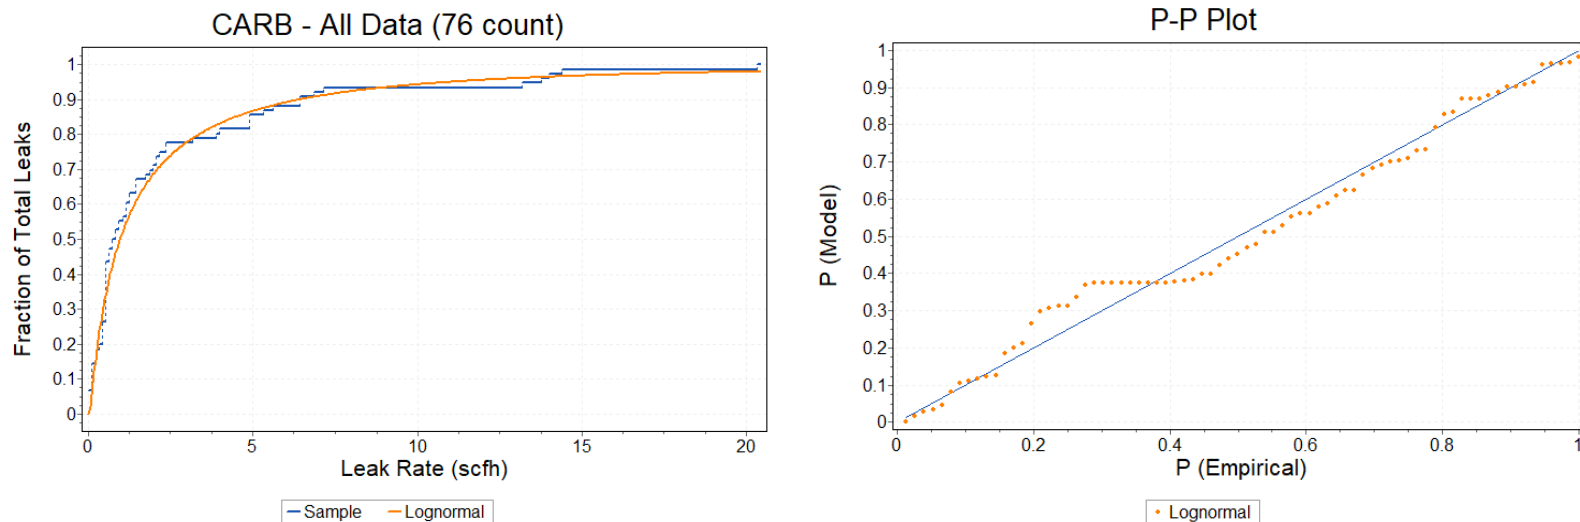 CARB - All Data (76 count)
Fraction of Total Leaks
1
0.9
0.8
0.7
0.6
0.5
0.4
0.3
0.2
0.1
0
0 5 10 15 20
Leak Rate (scfh)
Sample Lognormal
P-P Plot
P (Model)
1
0.9
0.8
0.7
0.6
0.5
0.4
0.3
0.2
0.1
0
0 0.2 0.4 0.6 0.8 1
P (Empirical)
Lognormal